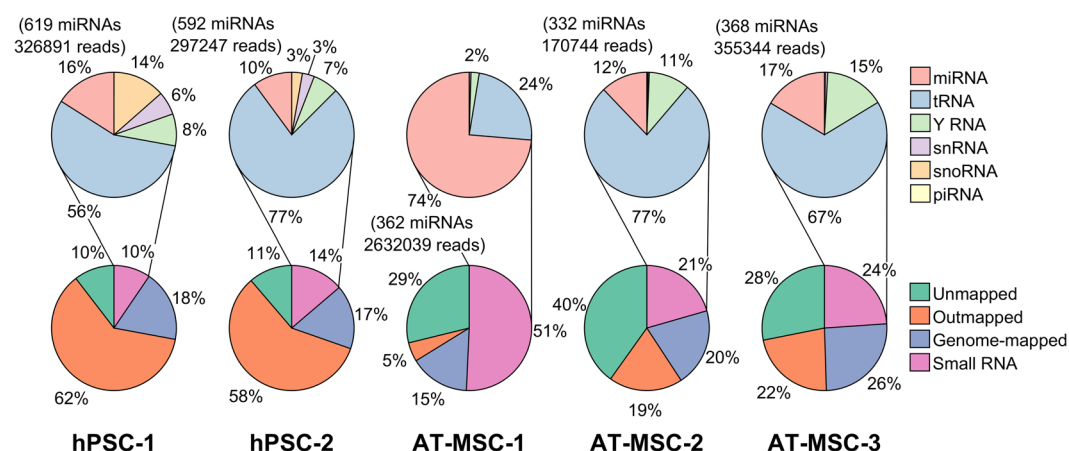 (619 miRNAs
326891 reads)
16%
14%
6%
8%
56%
(592 miRNAs
297247 reads)
10%
3%
3%
7%
77%
2%
24%
74%
(332 miRNAs
170744 reads)
12%
11%
77%
(368 miRNAs
355344 reads)
17%
15%
67%
miRNA
tRNA
Y RNA
snRNA
snoRNA
piRNA
10%
10%
18%
62%
11%
14%
17%
58%
(362 miRNAs
2632039 reads)
29%
51%
5%
15%
21%
40%
20%
19%
28%
24%
22%
26%
Unmapped
Outmapped
Genome-mapped
Small RNA
hPSC-1
hPSC-2
AT-MSC-1
AT-MSC-2
AT-MSC-3